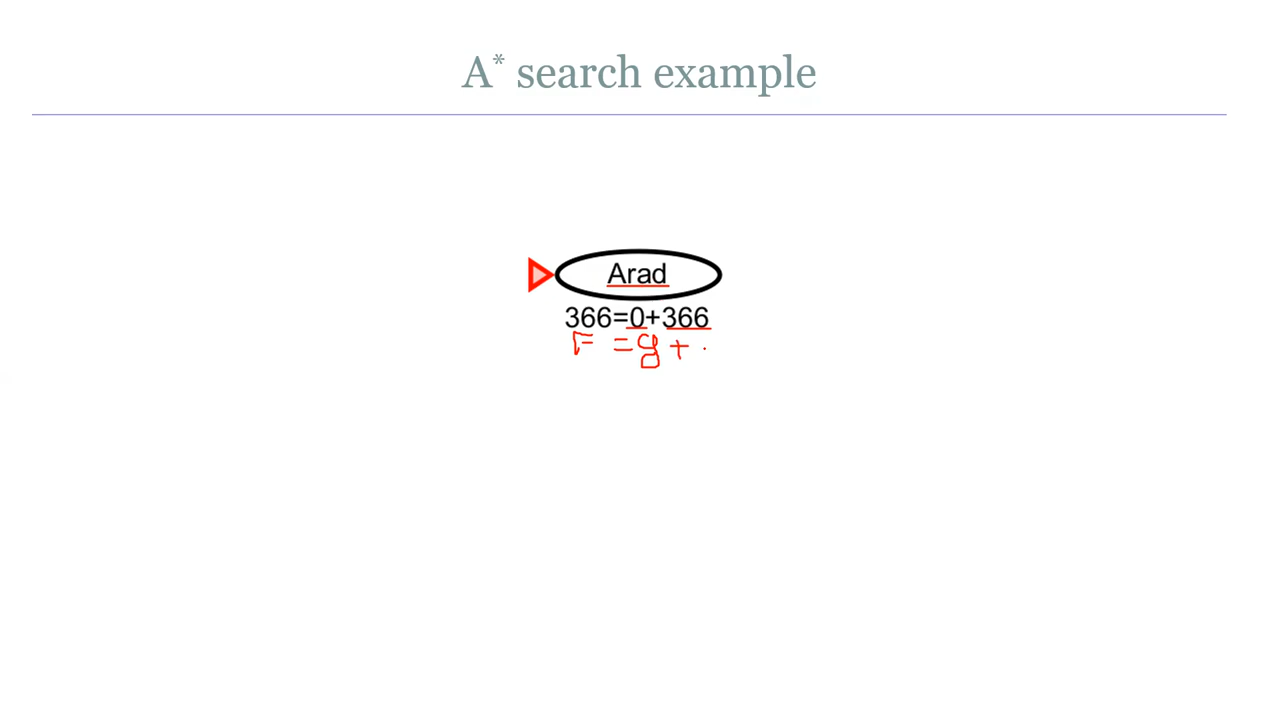 A* search example
Arad
366=0+366
F = g + .